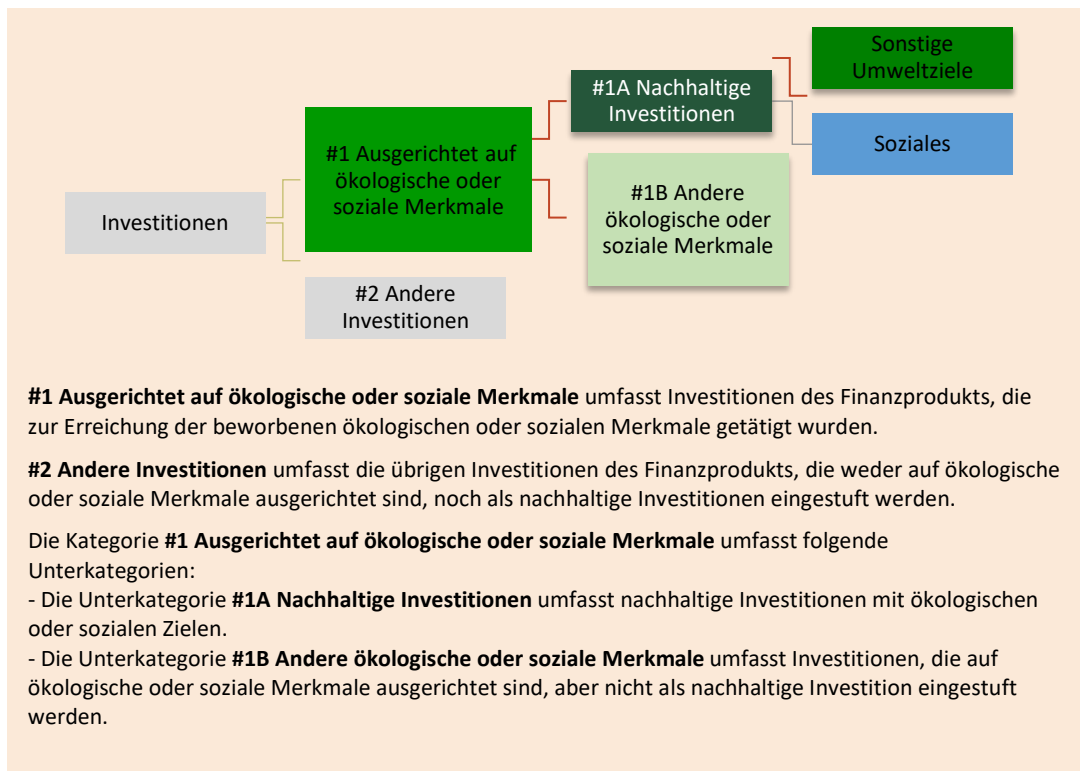 Sonstige
Umweltziele
#1A Nachhaltige
Investitionen
Soziales
#1 Ausgerichtet auf
ökologische oder
soziale Merkmale
#1B Andere
ökologische oder
soziale Merkmale
Investitionen
#2 Andere
Investitionen
#1 Ausgerichtet auf ökologische oder soziale Merkmale umfasst Investitionen des Finanzprodukts, die
zur Erreichung der beworbenen ökologischen oder sozialen Merkmale getätigt wurden.
#2 Andere Investitionen umfasst die übrigen Investitionen des Finanzprodukts, die weder auf ökologische
oder soziale Merkmale ausgerichtet sind, noch als nachhaltige Investitionen eingestuft werden.
Die Kategorie #1 Ausgerichtet auf ökologische oder soziale Merkmale umfasst folgende
Unterkategorien:
- Die Unterkategorie #1A Nachhaltige Investitionen umfasst nachhaltige Investitionen mit ökologischen
oder sozialen Zielen.
- Die Unterkategorie #1B Andere ökologische oder soziale Merkmale umfasst Investitionen, die auf
ökologische oder soziale Merkmale ausgerichtet sind, aber nicht als nachhaltige Investition eingestuft
werden.